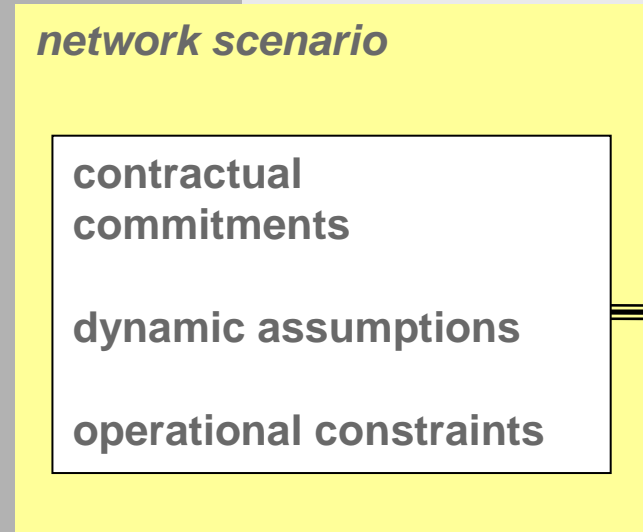 network scenario
contractual
commitments
dynamic assumptions
operational constraints